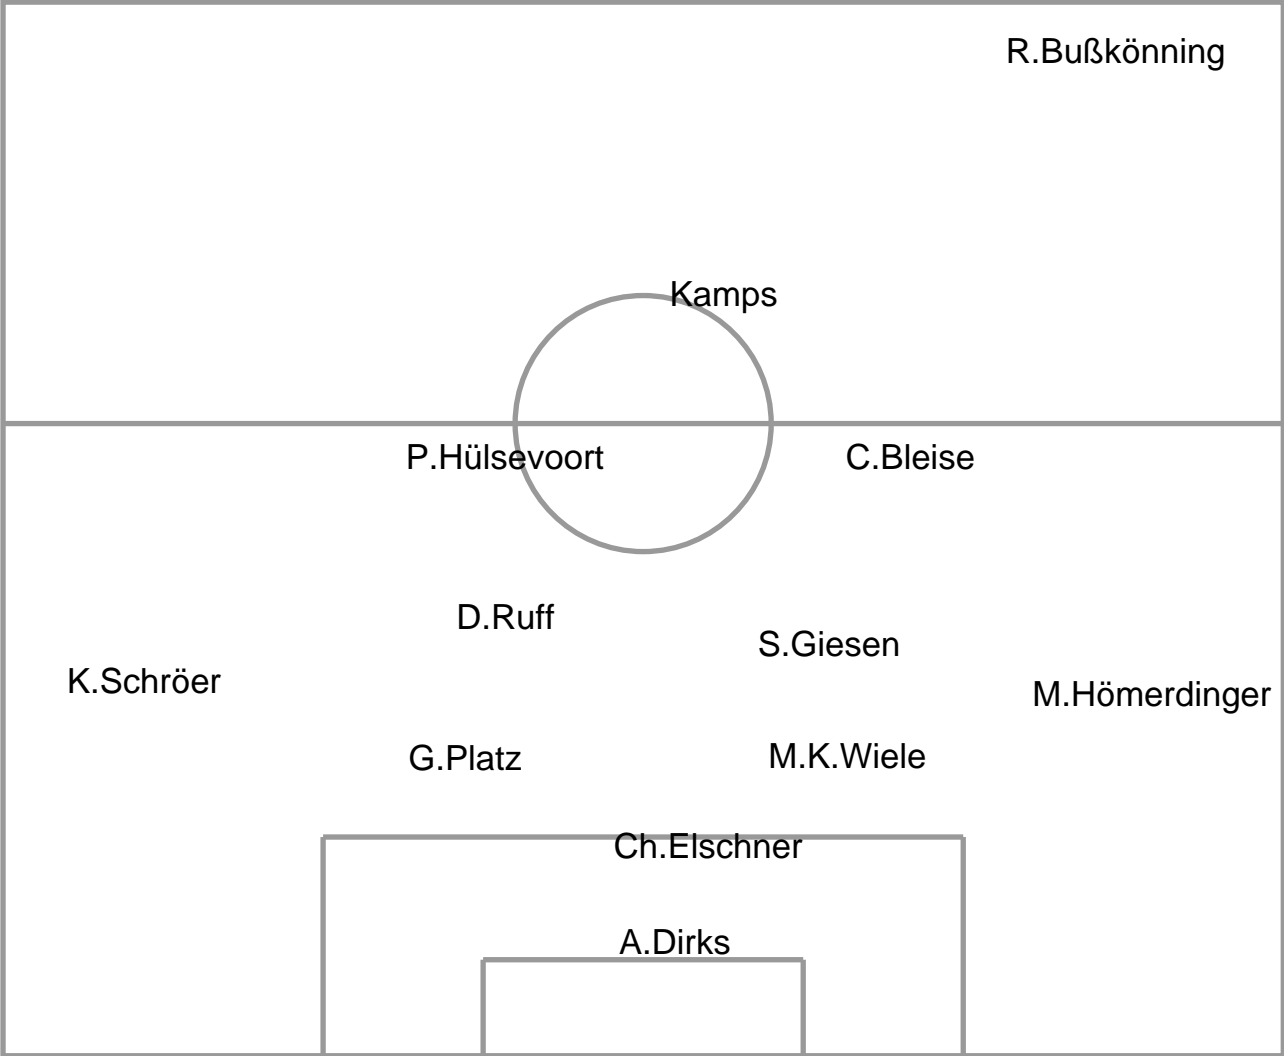 R.Bußkönning
Kamps
P.Hülsevoort
C.Bleise
D.Ruff
S.Giesen
K.Schröer
M.Hömerdinger
G.Platz
M.K.Wiele
Ch.Elschner
A.Dirks